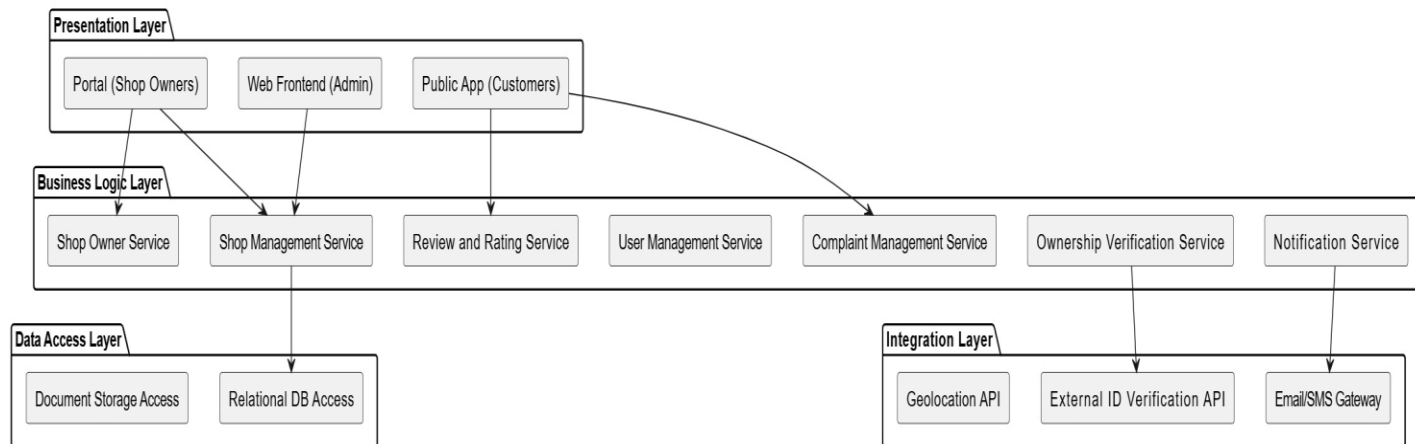 Presentation Layer
Portal (Shop Owners)
Web Frontend (Admin)
Public App (Customers)
Business Logic Layer
Shop Owner Service
Shop Management Service
Review and Rating Service
User Management Service
Complaint Management Service
Ownership Verification Service
Notification Service
Data Access Layer
Document Storage Access
Relational DB Access
Integration Layer
Geolocation API
External ID Verification API
Email/SMS Gateway